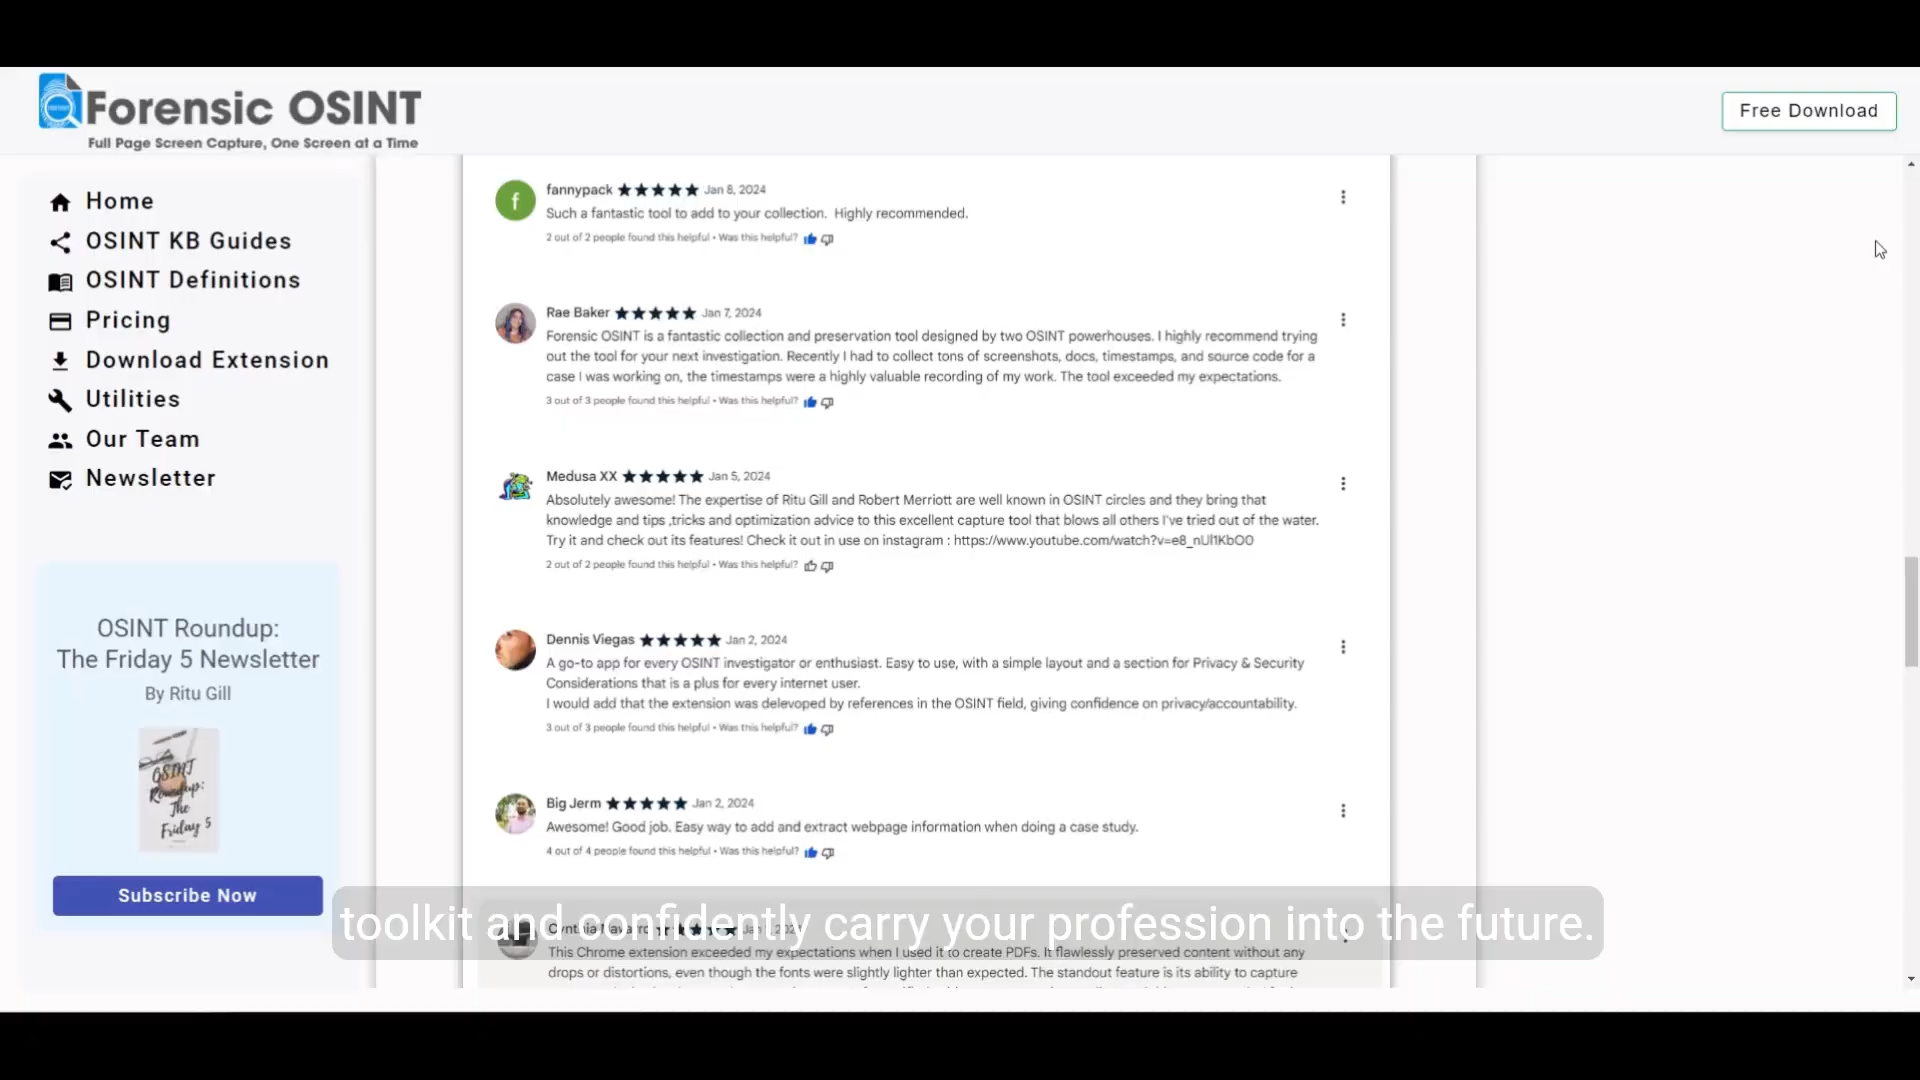 Forensic OSINT
Full Page Screen Capture, One Screen at a Time
Free Download
Home
OSINT KB Guides
OSINT Definitions
Pricing
Download Extension
Utilities
Our Team
Newsletter
OSINT Roundup:
The Friday 5 Newsletter
By Ritu Gill
OSINT
Roundup:
The
Friday 5
Subscribe Now
fannypack ★★★★★ Jan 8, 2024
Such a fantastic tool to add to your collection. Highly recommended.
2 out of 2 people found this helpful • Was this helpful?
Rae Baker ★★★★★ Jan 7, 2024
Forensic OSINT is a fantastic collection and preservation tool designed by two OSINT powerhouses. I highly recommend trying
out the tool for your next investigation. Recently I had to collect tons of screenshots, docs, timestamps, and source code for a
case I was working on, the timestamps were a highly valuable recording of my work. The tool exceeded my expectations.
3 out of 3 people found this helpful • Was this helpful?
Medusa XX ★★★★★ Jan 5, 2024
Absolutely awesome! The expertise of Ritu Gill and Robert Merriott are well known in OSINT circles and they bring that
knowledge and tips ,tricks and optimization advice to this excellent capture tool that blows all others I've tried out of the water.
Try it and check out its features! Check it out in use on instagram : https://www.youtube.com/watch?v=e8_nUl1KbO0
2 out of 2 people found this helpful • Was this helpful?
Dennis Viegas ★★★★★ Jan 2, 2024
A go-to app for every OSINT investigator or enthusiast. Easy to use, with a simple layout and a section for Privacy & Security
Considerations that is a plus for every internet user.
I would add that the extension was delevoped by references in the OSINT field, giving confidence on privacy/accountability.
3 out of 3 people found this helpful • Was this helpful?
Big Jerm ★★★★★ Jan 2, 2024
Awesome! Good job. Easy way to add and extract webpage information when doing a case study.
4 out of 4 people found this helpful • Was this helpful?
toolkit and confidently carry your profession into the future.
This Chrome extension exceeded my expectations when I used it to create PDFs. It flawlessly preserved content without any
drops or distortions, even though the fonts were slightly lighter than expected. The standout feature is its ability to capture